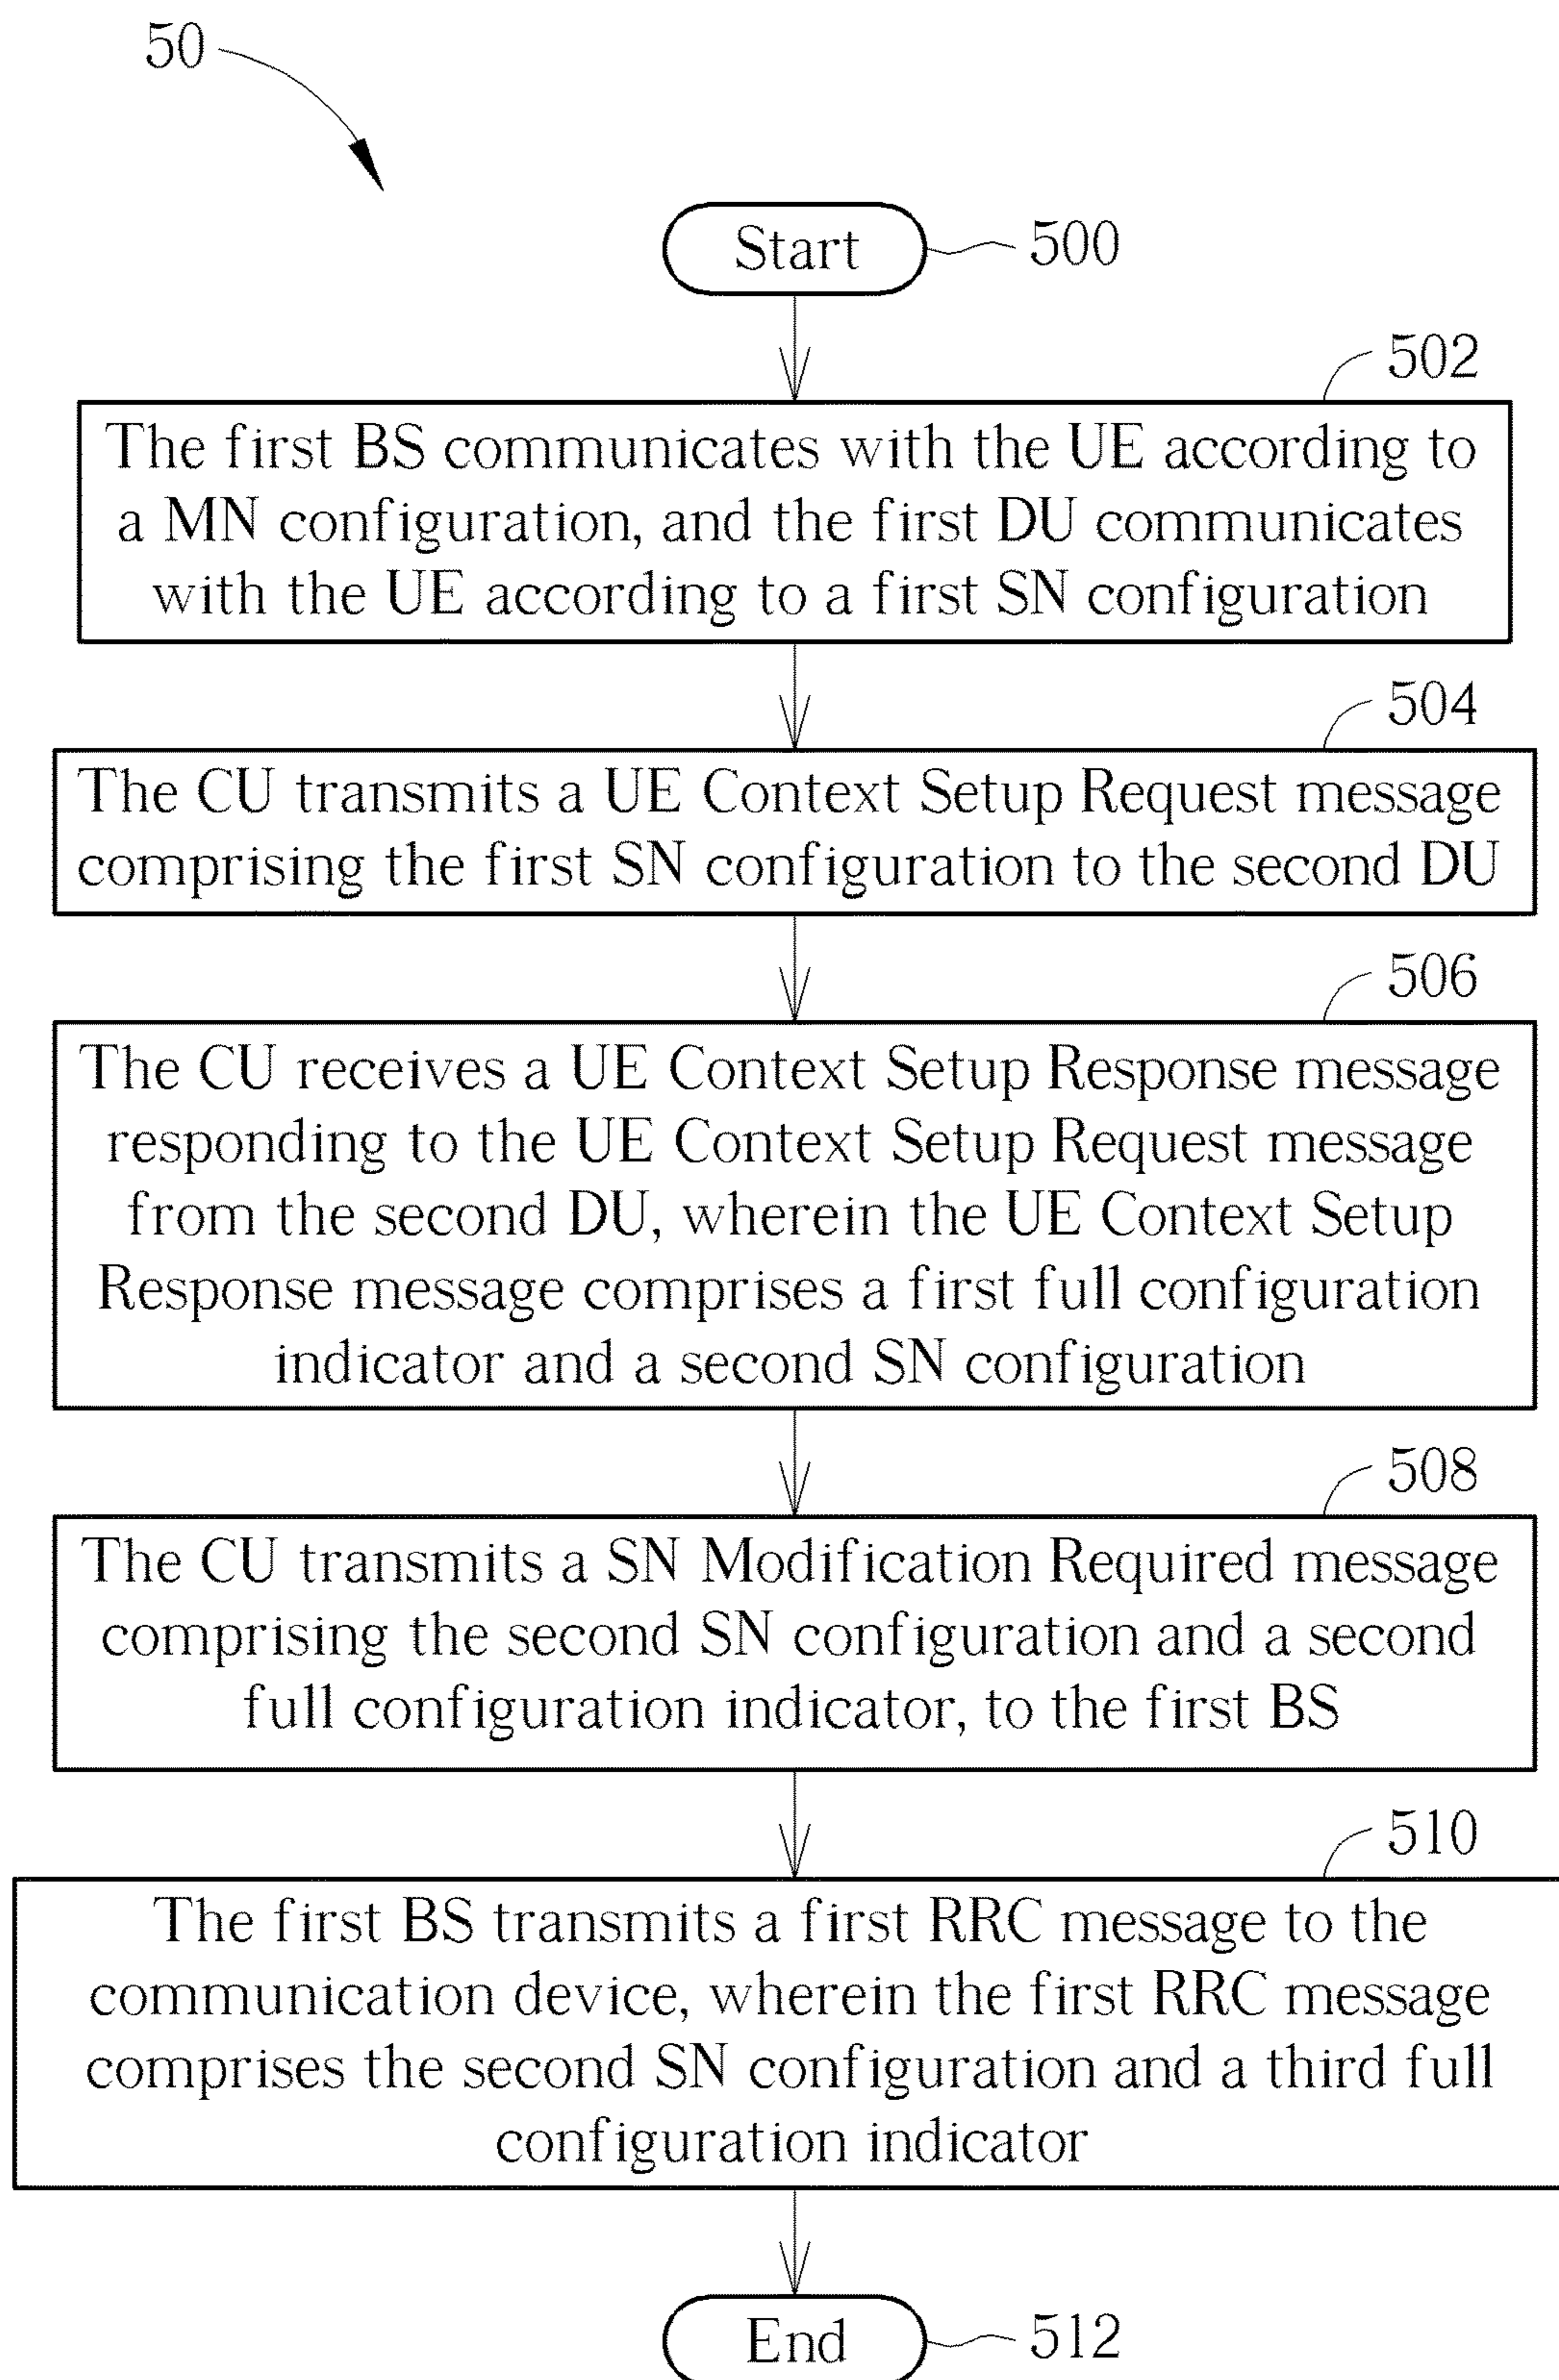 50
Start
500
502
The first BS communicates with the UE according to
a MN configuration, and the first DU communicates
with the UE according to a first SN configuration
504
The CU transmits a UE Context Setup Request message
comprising the first SN configuration to the second DU
506
The CU receives a UE Context Setup Response message
responding to the UE Context Setup Request message
from the second DU, wherein the UE Context Setup
Response message comprises a first full configuration
indicator and a second SN configuration
508
The CU transmits a SN Modification Required message
comprising the second SN configuration and a second
full configuration indicator, to the first BS
510
The first BS transmits a first RRC message to the
communication device, wherein the first RRC message
comprises the second SN configuration and a third full
configuration indicator
End
512